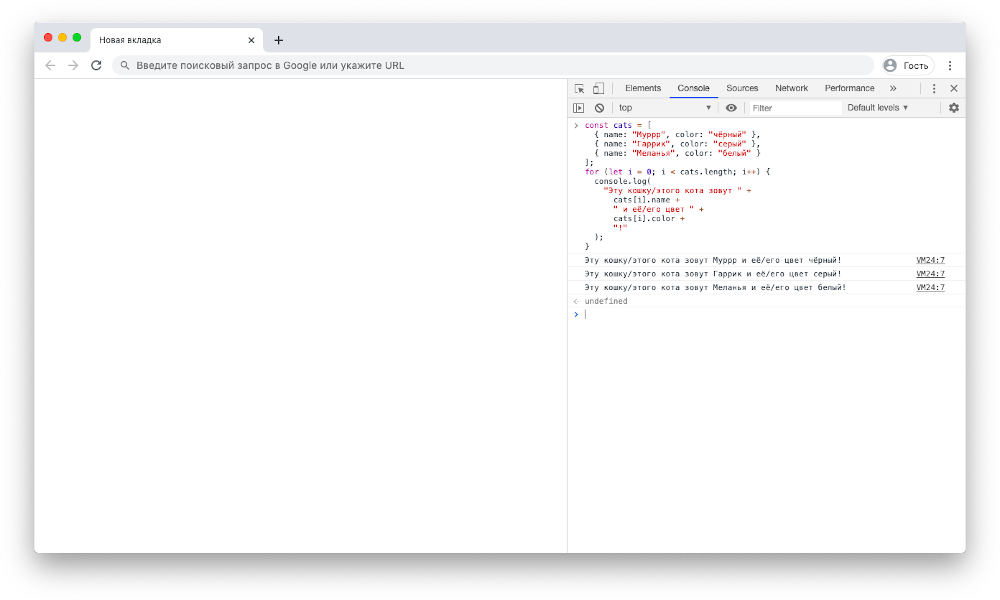 Новая вкладка
Введите поисковый запрос в Google или укажите URL
Гость
Elements Console Sources Network Performance
top Filter Default levels
const cats = [
{ name: "Муррр", color: "чёрный" },
{ name: "Гаррик", color: "серый" },
{ name: "Меланья", color: "белый" }
];
for (let i = 0; i < cats.length; i++) {
console.log(
"Эту кошку/этого кота зовут " +
cats[i].name +
" и её/его цвет " +
cats[i].color +
"!"
);
}
Эту кошку/этого кота зовут Муррр и её/его цвет чёрный! VM24:7
Эту кошку/этого кота зовут Гаррик и её/его цвет серый! VM24:7
Эту кошку/этого кота зовут Меланья и её/его цвет белый! VM24:7
undefined